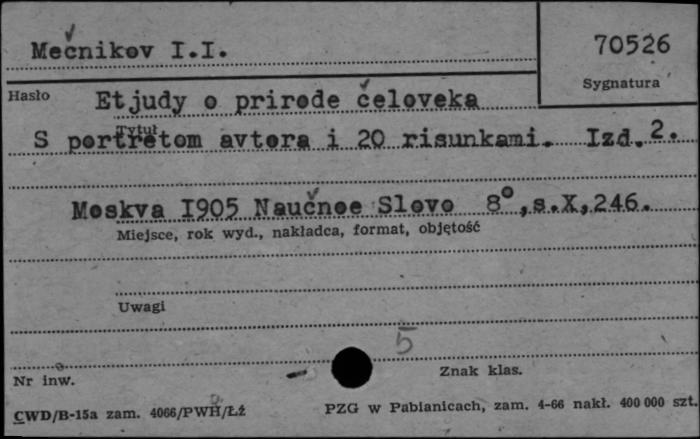 Mečnikov I.I.
70526
Sygnatura
Hasło
Etjudy o prirode čeloveka
Tytuł
S portretom avtora i 20 risunkami. Izd. 2.
Moskva 1905 Naučnoe Slovo 8°, s.X, 246.
Miejsce, rok wyd., nakładca, format, objętość
Uwagi
5
Nr inw.
Znak klas.
CWD/B-15a zam. 4066/PWH/Łź
PZG w Pabianicach, zam. 4-66 nakł. 400 000 szt.